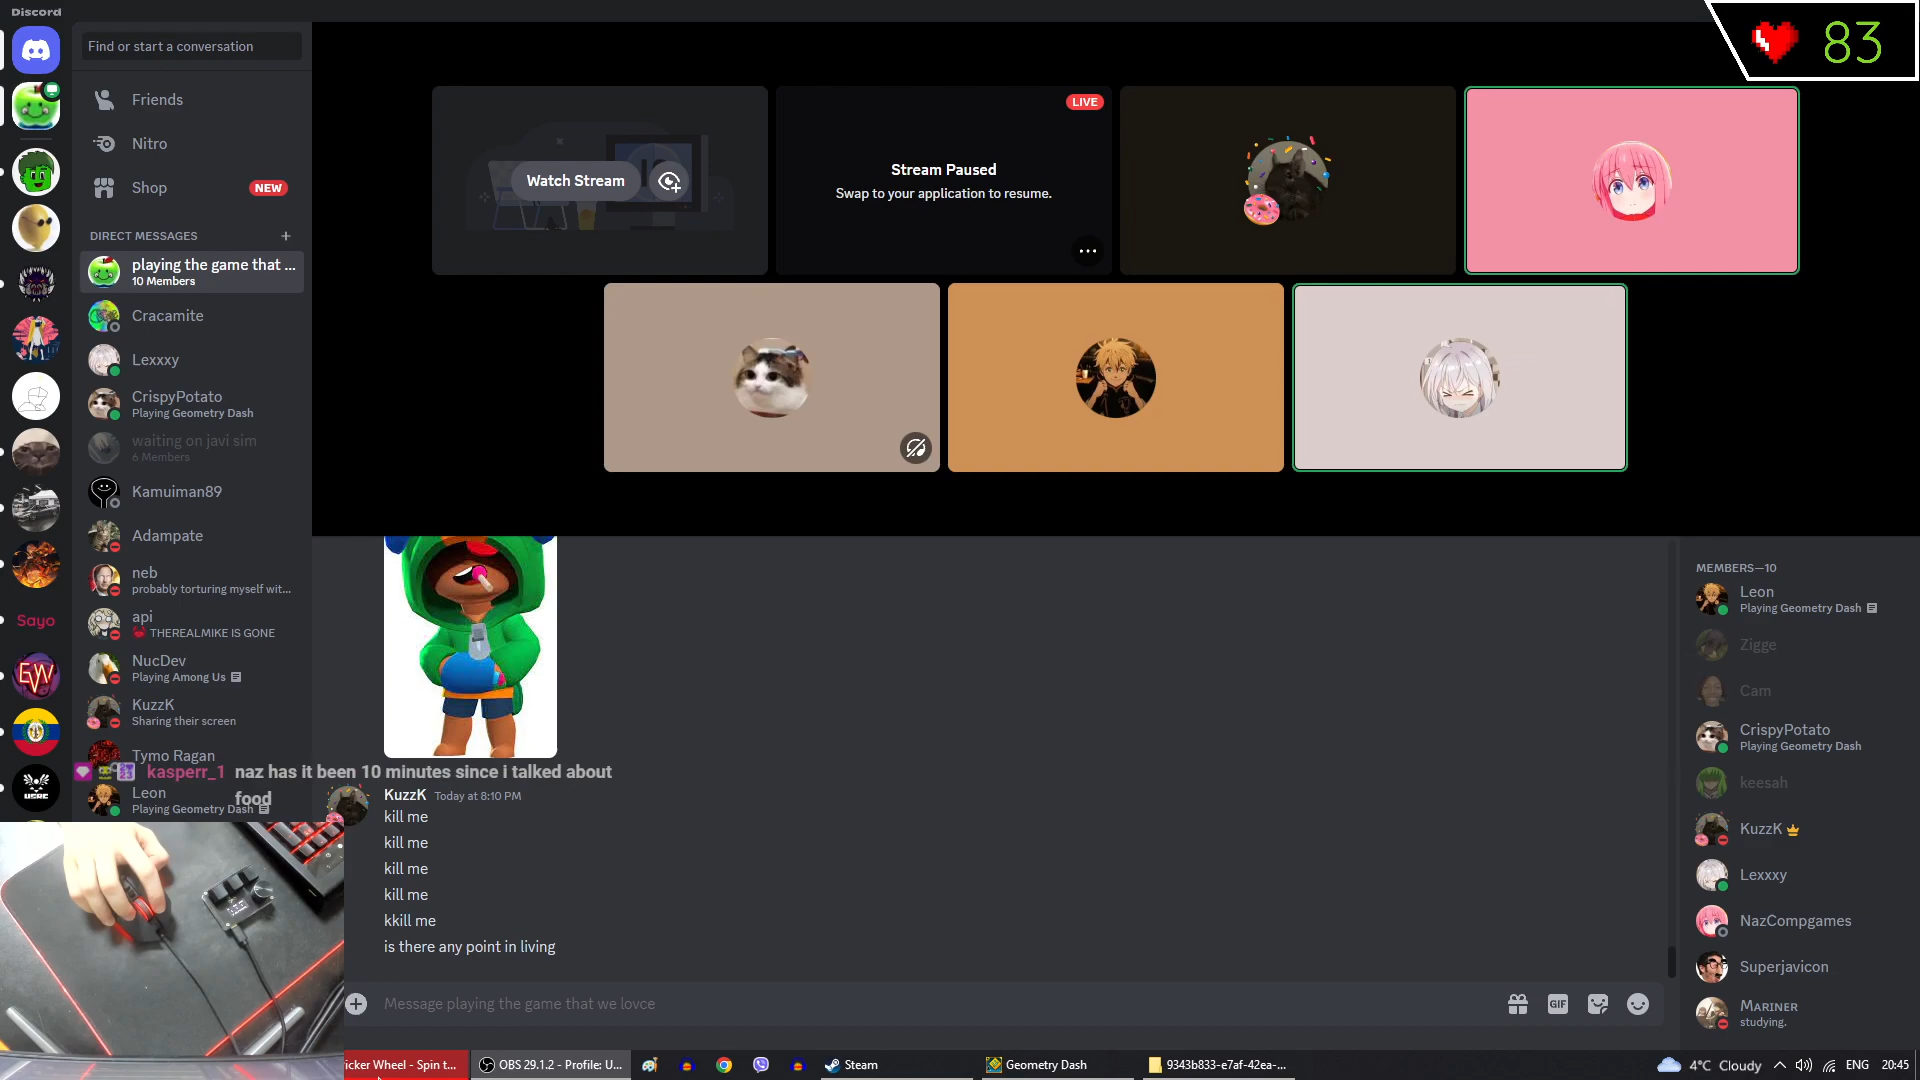 Discord
83
Find or start a conversation
Friends
Nitro
Shop
NEW
DIRECT MESSAGES
playing the game that ...
10 Members
Cracamite
Lexxxy
CrispyPotato
Playing Geometry Dash
waiting on javi sim
6 Members
Kamuiman89
Adampate
neb
probably torturing myself wit...
api
THEREALMIKE IS GONE
NucDev
Playing Among Us
KuzzK
Sharing their screen
Tymo Ragan
Leon
Playing Geometry Dash
Sayo
EW
USRC
Watch Stream
LIVE
Stream Paused
Swap to your application to resume.
23
kasperr_1 naz has it been 10 minutes since i talked about
food
KuzzK Today at 8:10 PM
kill me
kill me
kill me
kill me
kkill me
is there any point in living
Message playing the game that we lovce
GIF
MEMBERS—10
Leon
Playing Geometry Dash
Zigge
Cam
CrispyPotato
Playing Geometry Dash
keesah
KuzzK
Lexxxy
NazCompgames
Superjavicon
MARINER
studying.
icker Wheel - Spin t...
OBS 29.1.2 - Profile: U...
Steam
Geometry Dash
9343b833-e7af-42ea-...
4°C Cloudy
ENG
20:45